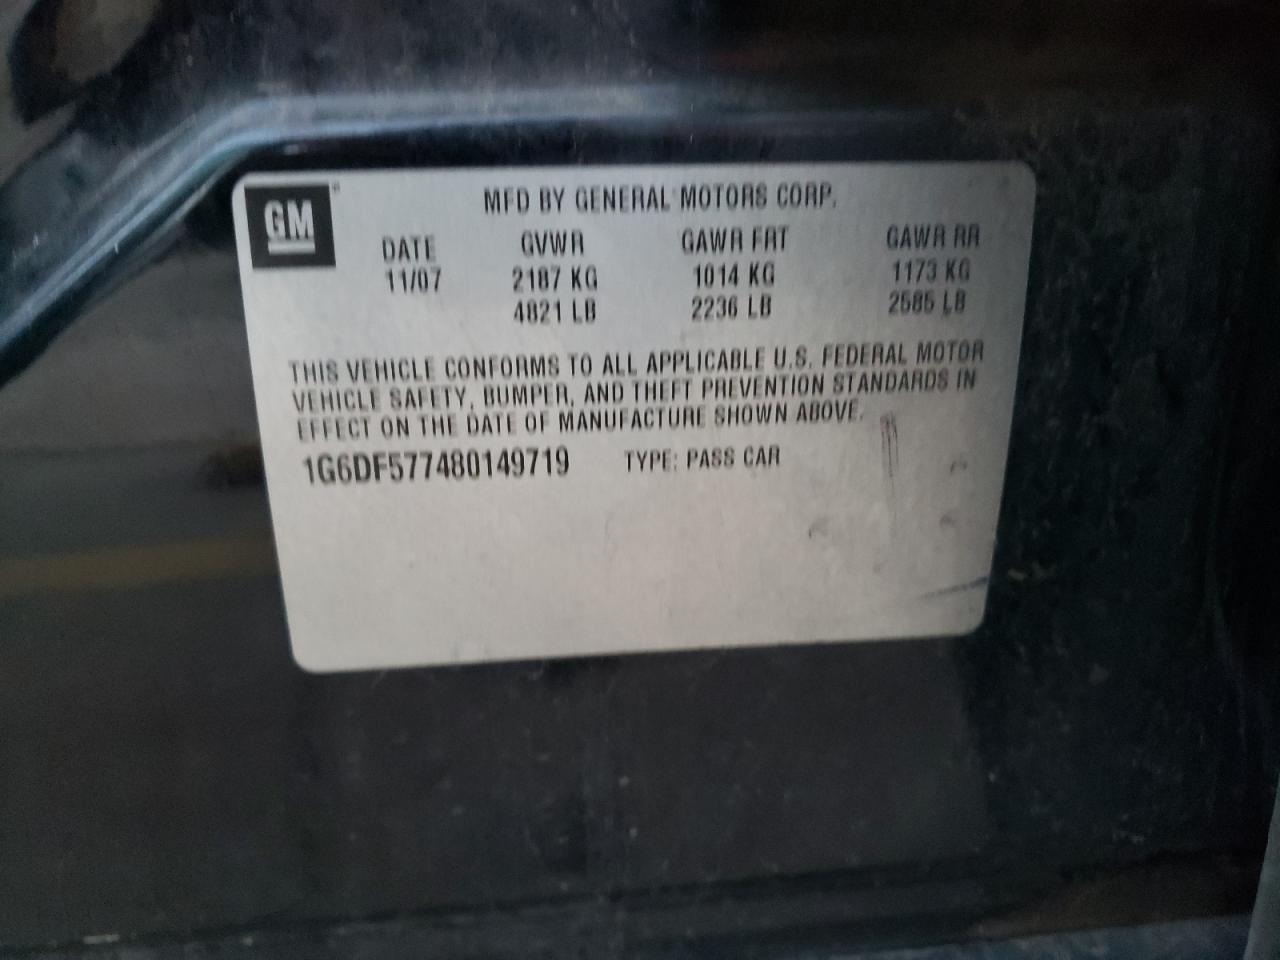 GM
MFD BY GENERAL MOTORS CORP.
DATE GVWR GAWR FRT GAWR RR
11/07 2187 KG 1014 KG 1173 KG
4821 LB 2236 LB 2585 LB
THIS VEHICLE CONFORMS TO ALL APPLICABLE U.S. FEDERAL MOTOR
VEHICLE SAFETY, BUMPER, AND THEFT PREVENTION STANDARDS IN
EFFECT ON THE DATE OF MANUFACTURE SHOWN ABOVE.
1G6DF577480149719 TYPE: PASS CAR